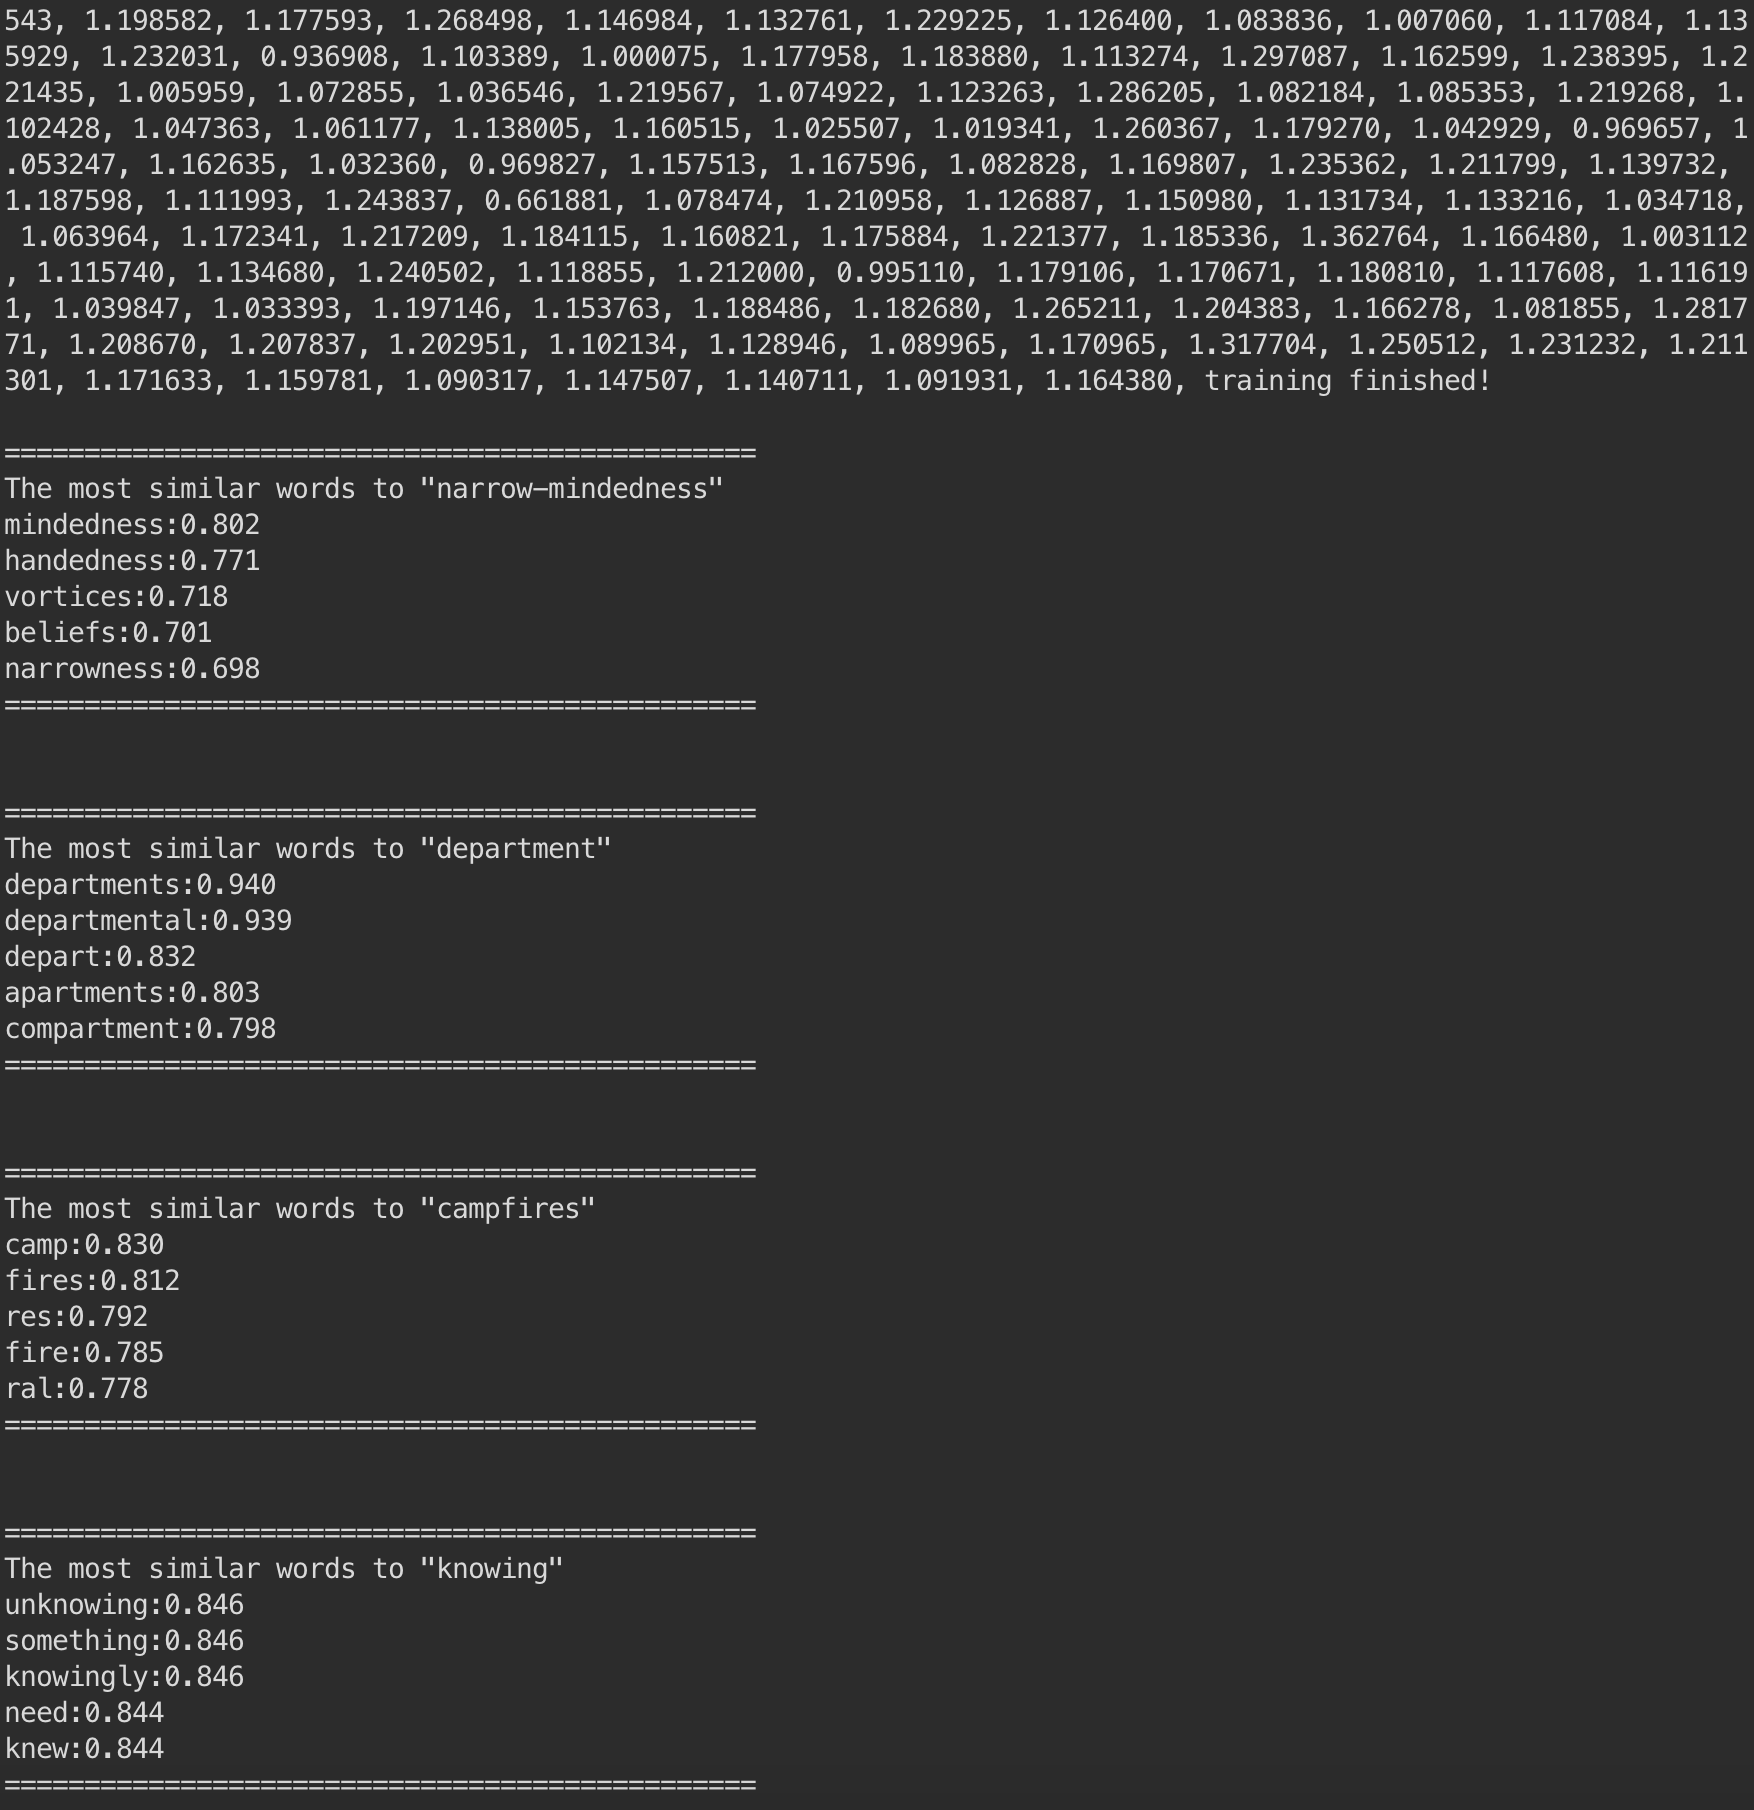 543, 1.198582, 1.177593, 1.268498, 1.146984, 1.132761, 1.229225, 1.126400, 1.083836, 1.007060, 1.117084, 1.13
5929, 1.232031, 0.936908, 1.103389, 1.000075, 1.177958, 1.183880, 1.113274, 1.297087, 1.162599, 1.238395, 1.2
21435, 1.005959, 1.072855, 1.036546, 1.219567, 1.074922, 1.123263, 1.286205, 1.082184, 1.085353, 1.219268, 1.
102428, 1.047363, 1.061177, 1.138005, 1.160515, 1.025507, 1.019341, 1.260367, 1.179270, 1.042929, 0.969657, 1
.053247, 1.162635, 1.032360, 0.969827, 1.157513, 1.167596, 1.082828, 1.169807, 1.235362, 1.211799, 1.139732,
1.187598, 1.111993, 1.243837, 0.661881, 1.078474, 1.210958, 1.126887, 1.150980, 1.131734, 1.133216, 1.034718,
1.063964, 1.172341, 1.217209, 1.184115, 1.160821, 1.175884, 1.221377, 1.185336, 1.362764, 1.166480, 1.003112
, 1.115740, 1.134680, 1.240502, 1.118855, 1.212000, 0.995110, 1.179106, 1.170671, 1.180810, 1.117608, 1.11619
1, 1.039847, 1.033393, 1.197146, 1.153763, 1.188486, 1.182680, 1.265211, 1.204383, 1.166278, 1.081855, 1.2817
71, 1.208670, 1.207837, 1.202951, 1.102134, 1.128946, 1.089965, 1.170965, 1.317704, 1.250512, 1.231232, 1.211
301, 1.171633, 1.159781, 1.090317, 1.147507, 1.140711, 1.091931, 1.164380, training finished!
===============================================
The most similar words to "narrow-mindedness"
mindedness:0.802
handedness:0.771
vortices:0.718
beliefs:0.701
narrowness:0.698
===============================================
===============================================
The most similar words to "department"
departments:0.940
departmental:0.939
depart:0.832
apartments:0.803
compartment:0.798
===============================================
===============================================
The most similar words to "campfires"
camp:0.830
fires:0.812
res:0.792
fire:0.785
ral:0.778
===============================================
===============================================
The most similar words to "knowing"
unknowing:0.846
something:0.846
knowingly:0.846
need:0.844
knew:0.844
===============================================